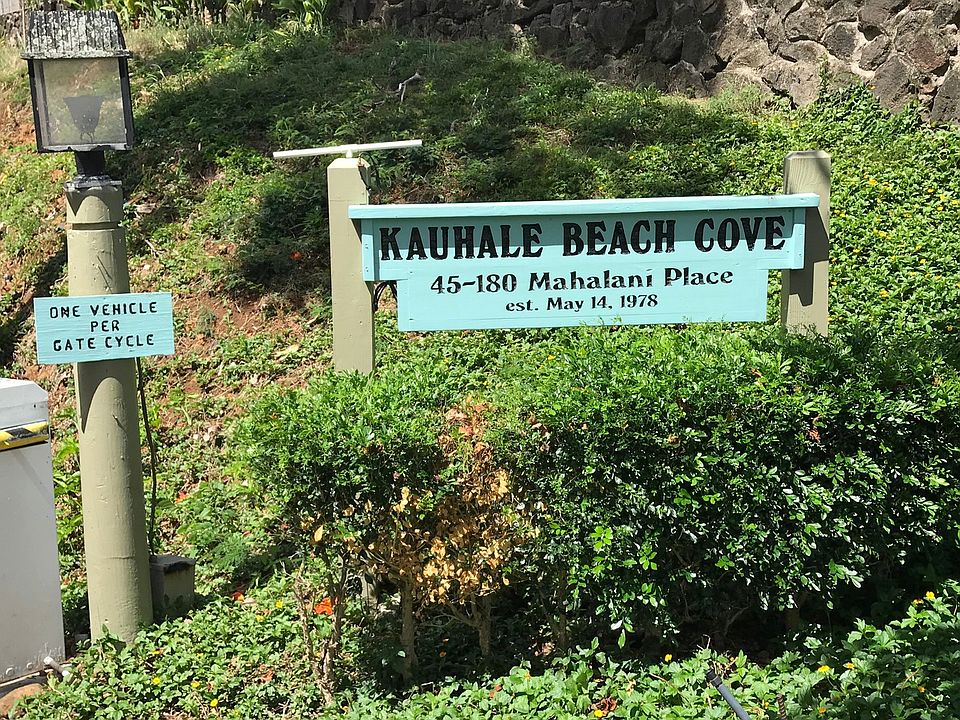 KAUHALE BEACH COVE
45-180 Mahalani Place
est. May 14, 1978
ONE VEHICLE
PER
GATE CYCLE